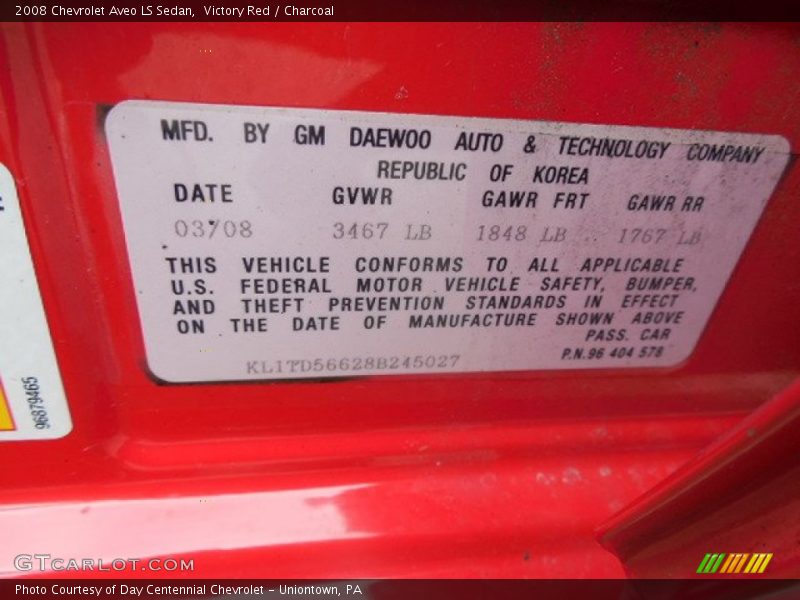 2008 Chevrolet Aveo LS Sedan,  Victory Red / Charcoal
MFD. BY GM DAEWOO AUTO & TECHNOLOGY COMPANY
REPUBLIC OF KOREA
DATE GVWR GAWR FRT GAWR RR
03/08 3467 LB 1848 LB 1767 LB
THIS VEHICLE CONFORMS TO ALL APPLICABLE
U.S. FEDERAL MOTOR VEHICLE SAFETY, BUMPER,
AND THEFT PREVENTION STANDARDS IN EFFECT
ON THE DATE OF MANUFACTURE SHOWN ABOVE
PASS. CAR
KL1TD56628B245027 P.N.96 404 578
96879465
GTCARLOT.COM
Photo Courtesy of Day Centennial Chevrolet - Uniontown, PA